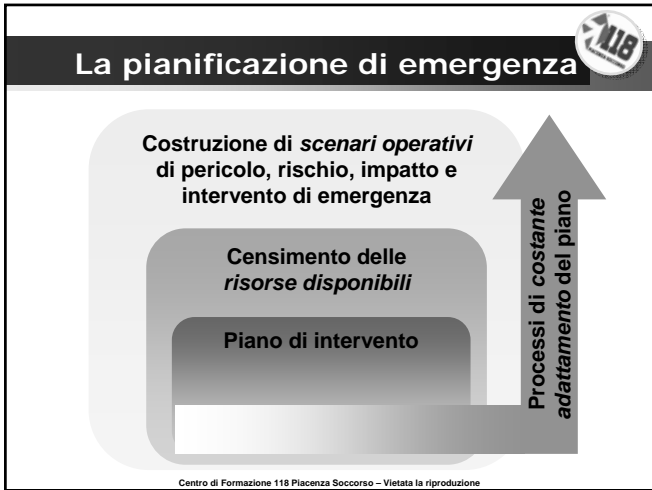 118
La pianificazione di emergenza
Costruzione di scenari operativi
di pericolo, rischio, impatto e
intervento di emergenza
Censimento delle
risorse disponibili
Piano di intervento
Processi di costante
adattamento del piano
Centro di Formazione 118 Piacenza Soccorso – Vietata la riproduzione